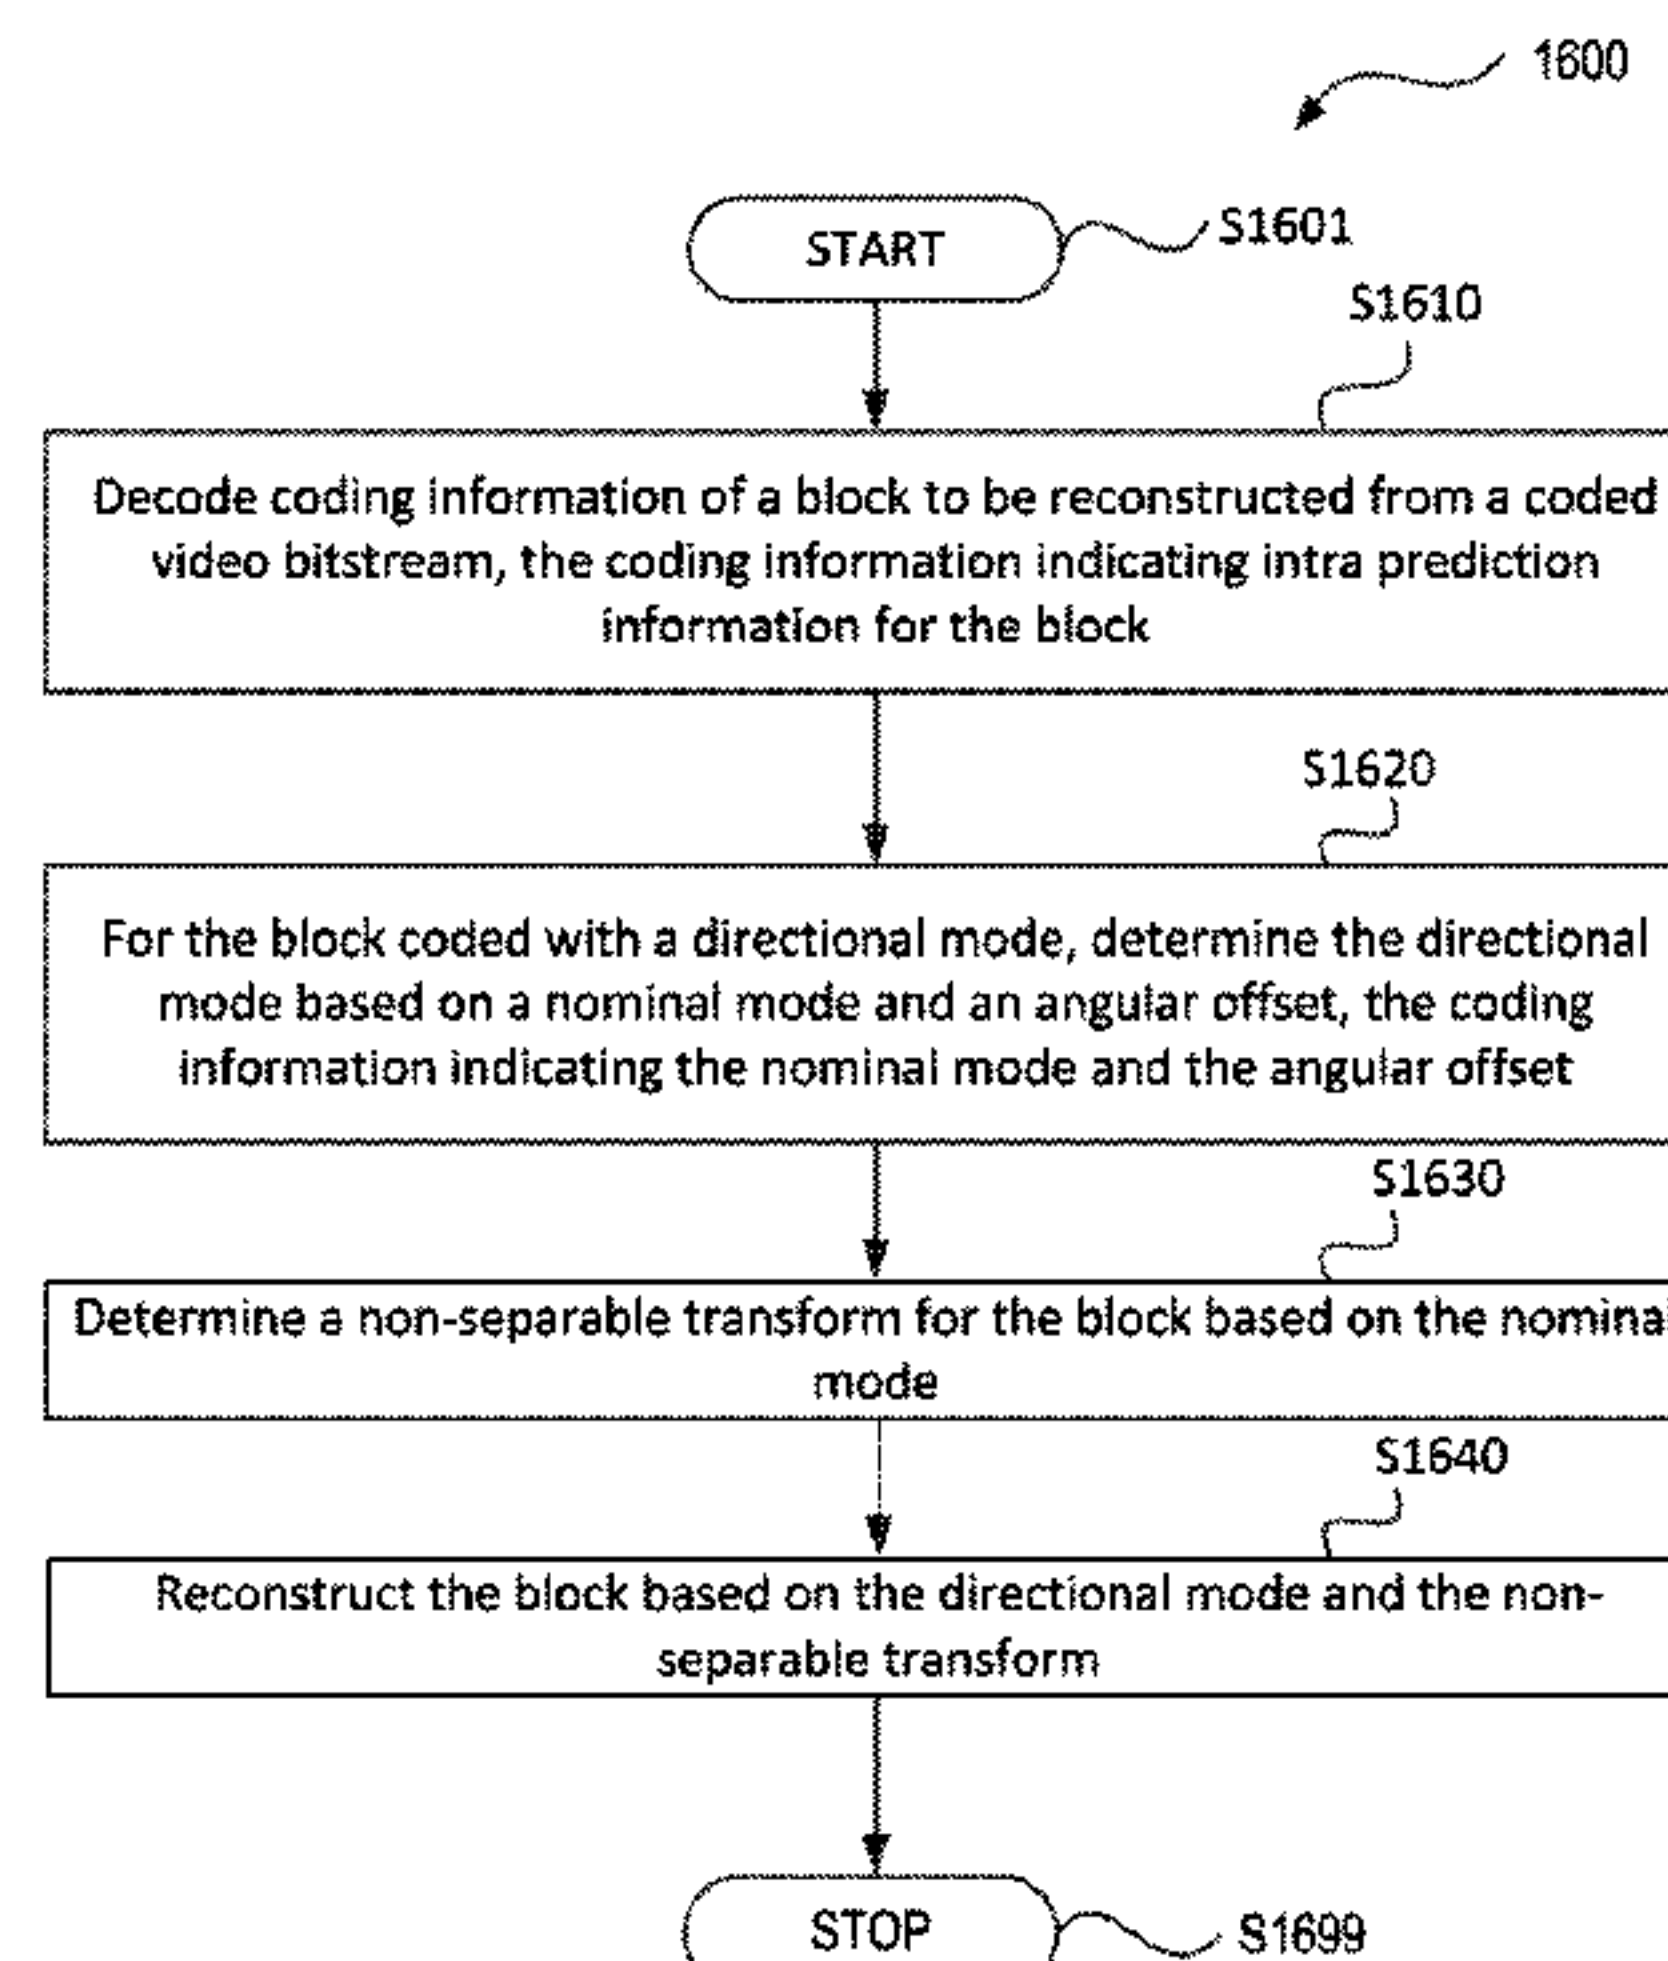 1600
START
S1601
S1610
Decode coding information of a block to be reconstructed from a coded
video bitstream, the coding information indicating intra prediction
information for the block
S1620
For the block coded with a directional mode, determine the directional
mode based on a nominal mode and an angular offset, the coding
information indicating the nominal mode and the angular offset
S1630
Determine a non-separable transform for the block based on the nominal
mode
S1640
Reconstruct the block based on the directional mode and the non-
separable transform
STOP
S1699